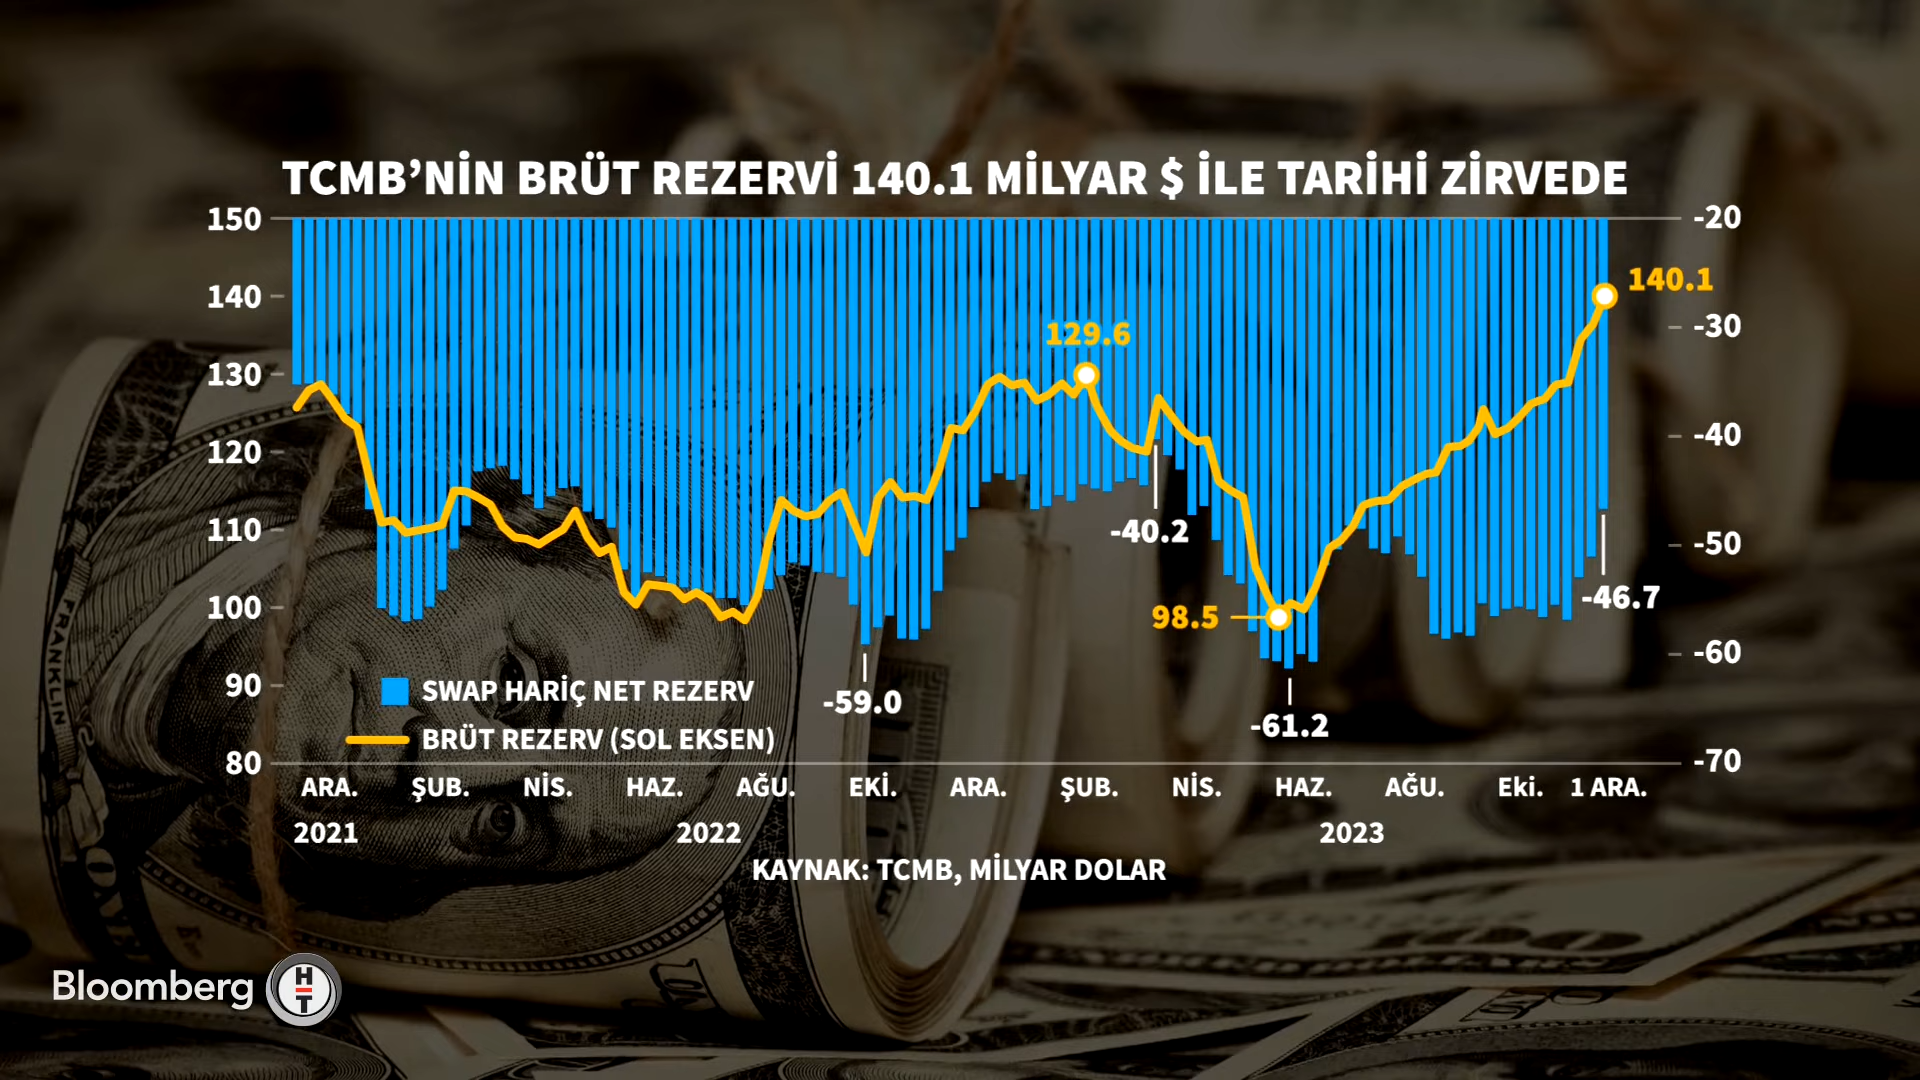 TCMB’NİN BRÜT REZERVİ 140.1 MİLYAR $ İLE TARİHİ ZİRVEDE
150
140
130
120
110
100
90
80
-20
-30
-40
-50
-60
-70
140.1
129.6
-40.2
98.5
-46.7
-59.0
-61.2
SWAP HARİÇ NET REZERV
BRÜT REZERV (SOL EKSEN)
ARA. ŞUB. NİS. HAZ. AĞU. EKİ. ARA. ŞUB. NİS. HAZ. AĞU. Eki. 1 ARA.
2021 2022 2023
KAYNAK: TCMB, MİLYAR DOLAR
FRANKLIN
100
Bloomberg HT